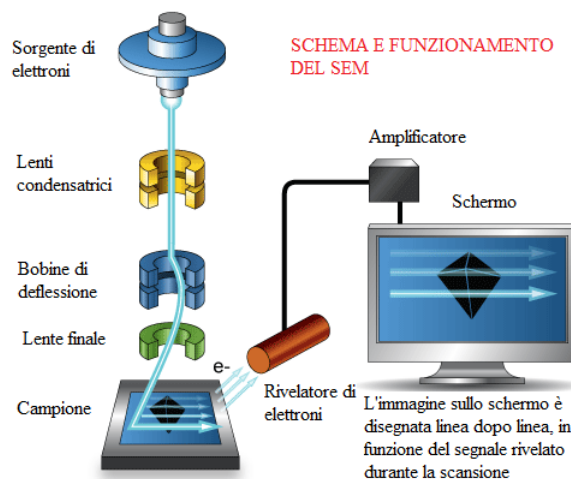 SCHEMA E FUNZIONAMENTO
DEL SEM
Sorgente di
elettroni
Lenti
condensatrici
Bobine di
deflessione
Lente finale
Campione
e-
Rivelatore di
elettroni
Amplificatore
Schermo
L'immagine sullo schermo è
disegnata linea dopo linea, in
funzione del segnale rivelato
durante la scansione